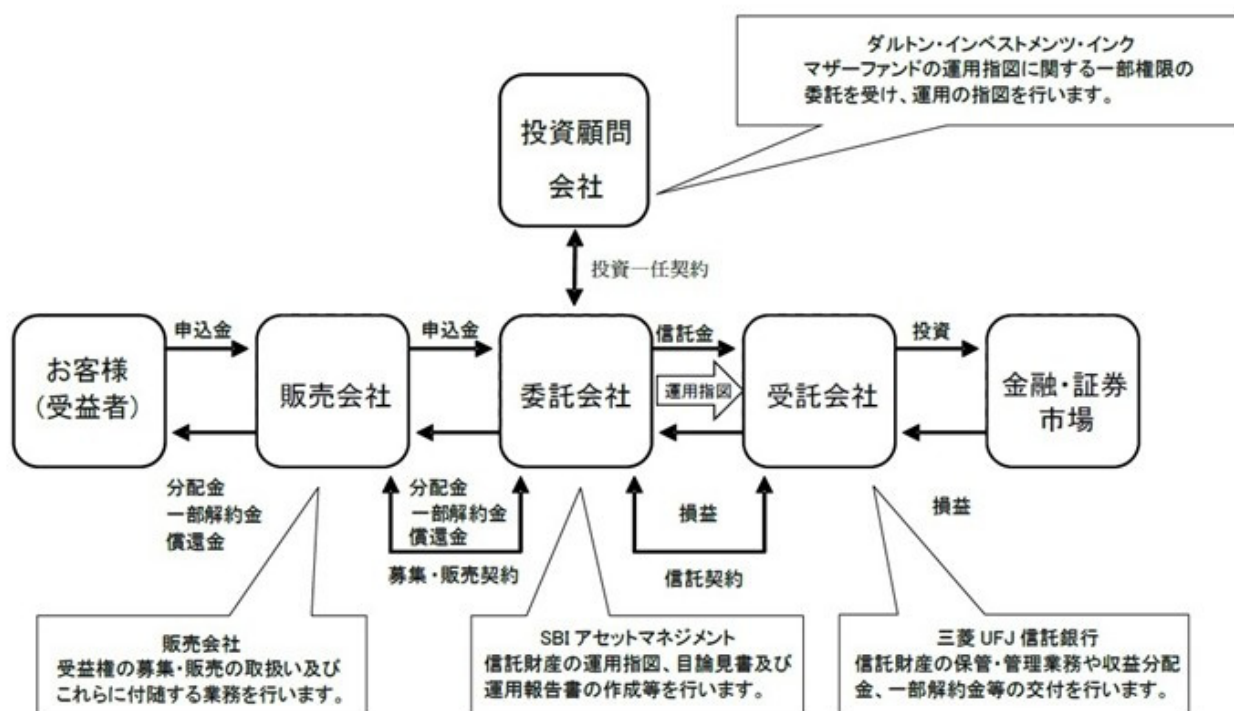 ダルトン・インベストメンツ・インク
マザーファンドの運用指図に関する一部権限の
委託を受け、運用の指図を行います。
投資顧問
会社
投資一任契約
申込金
申込金
信託金
投資
お客様
(受益者)
販売会社
委託会社
運用指図
受託会社
金融・証券
市場
分配金
一部解約金
償還金
分配金
一部解約金
償還金
損益
損益
募集・販売契約
信託契約
販売会社
受益権の募集・販売の取扱い及び
これらに付随する業務を行います。
SBI アセットマネジメント
信託財産の運用指図、目論見書及び
運用報告書の作成等を行います。
三菱 UFJ 信託銀行
信託財産の保管・管理業務や収益分配
金、一部解約金等の交付を行います。